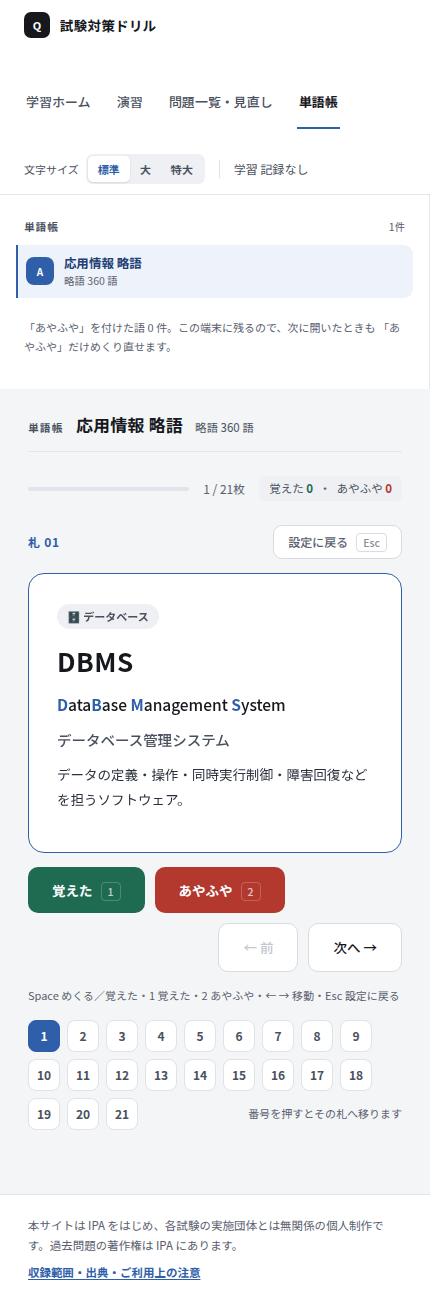 Q 試験対策ドリル
学習ホーム 演習 問題一覧・見直し 単語帳
文字サイズ 標準 大 特大 学習 記録なし
単語帳 1件
A 応用情報 略語
略語 360 語
「あやふや」を付けた語 0 件。この端末に残るので、次に開いたときも 「あ
やふや」だけめくり直せます。
単語帳 応用情報 略語 略語 360 語
1 / 21枚 覚えた 0 ・ あやふや 0
札 01 設定に戻る Esc
データベース
DBMS
DataBase Management System
データベース管理システム
データの定義・操作・同時実行制御・障害回復など
を担うソフトウェア。
覚えた 1 あやふや 2
← 前 次へ →
Space めくる／覚えた・1 覚えた・2 あやふや・← → 移動・Esc 設定に戻る
1 2 3 4 5 6 7 8 9
10 11 12 13 14 15 16 17 18
19 20 21 番号を押すとその札へ移ります
本サイトは IPA をはじめ、各試験の実施団体とは無関係の個人制作で
す。過去問題の著作権は IPA にあります。
収録範囲・出典・ご利用上の注意